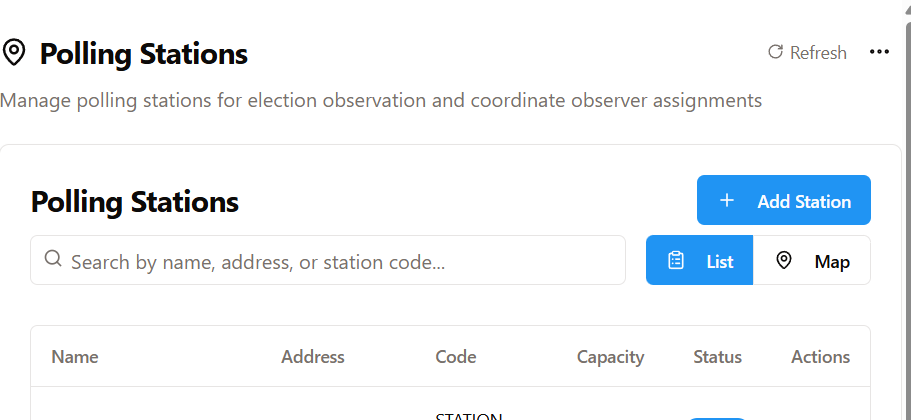 Polling Stations
Refresh
Manage polling stations for election observation and coordinate observer assignments
Polling Stations
Add Station
Search by name, address, or station code...
List Map
Name Address Code Capacity Status Actions
STATION